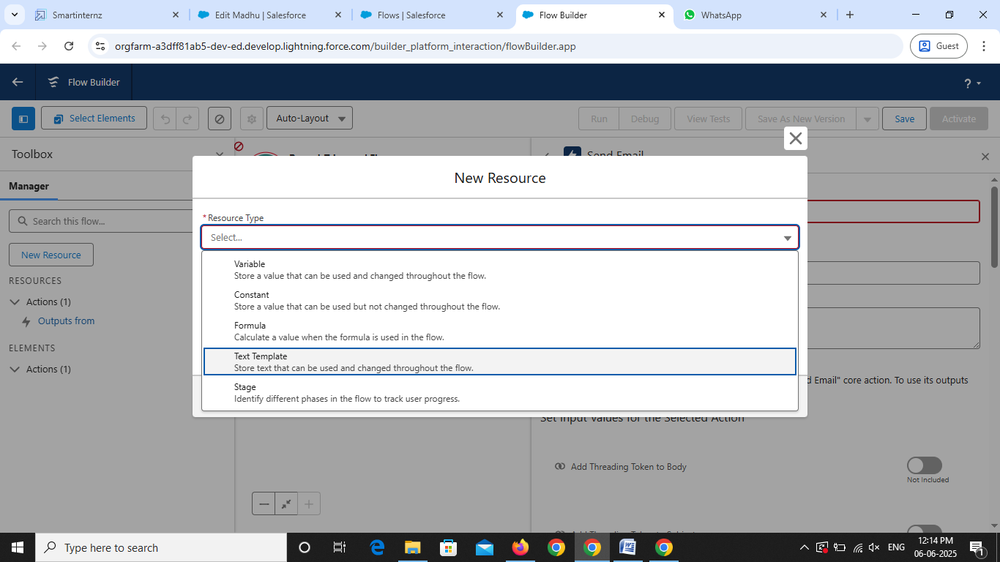 Smartinternz
Edit Madhu | Salesforce
Flows | Salesforce
Flow Builder
WhatsApp
orgfarm-a3dff81ab5-dev-ed.develop.lightning.force.com/builder_platform_interaction/flowBuilder.app
Guest
Flow Builder
?
Select Elements
Auto-Layout
Run
Debug
View Tests
Save As New Version
Save
Activate
Toolbox
Send Email
New Resource
Manager
Search this flow...
* Resource Type
Select...
New Resource
Variable
Store a value that can be used and changed throughout the flow.
RESOURCES
Constant
Store a value that can be used but not changed throughout the flow.
Actions (1)
Outputs from
Formula
Calculate a value when the formula is used in the flow.
ELEMENTS
Text Template
Store text that can be used and changed throughout the flow.
Actions (1)
d Email" core action. To use its outputs
Stage
Identify different phases in the flow to track user progress.
Set Input Values for the Selected Action
Add Threading Token to Body
Not Included
Type here to search
ENG
12:14 PM
06-06-2025
1